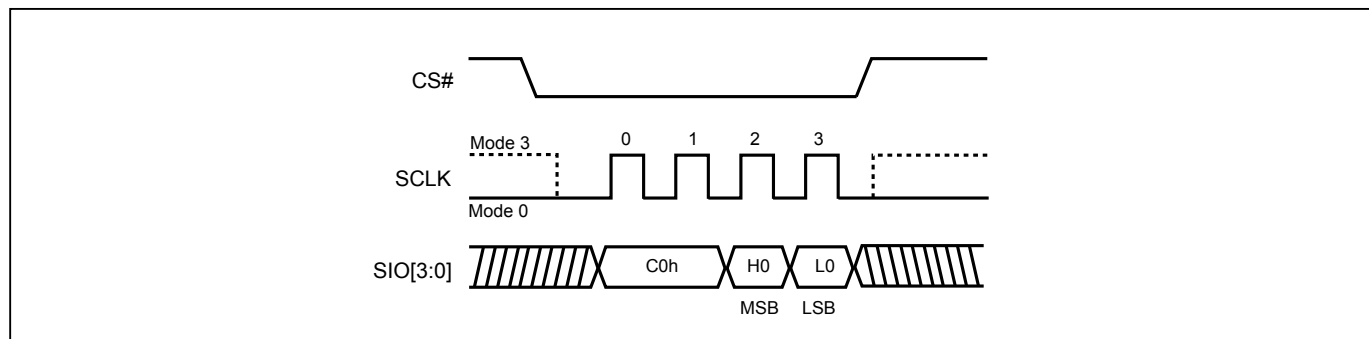 CS#
Mode 3
0 1 2 3
SCLK
Mode 0
SIO[3:0]
C0h H0 L0
MSB LSB